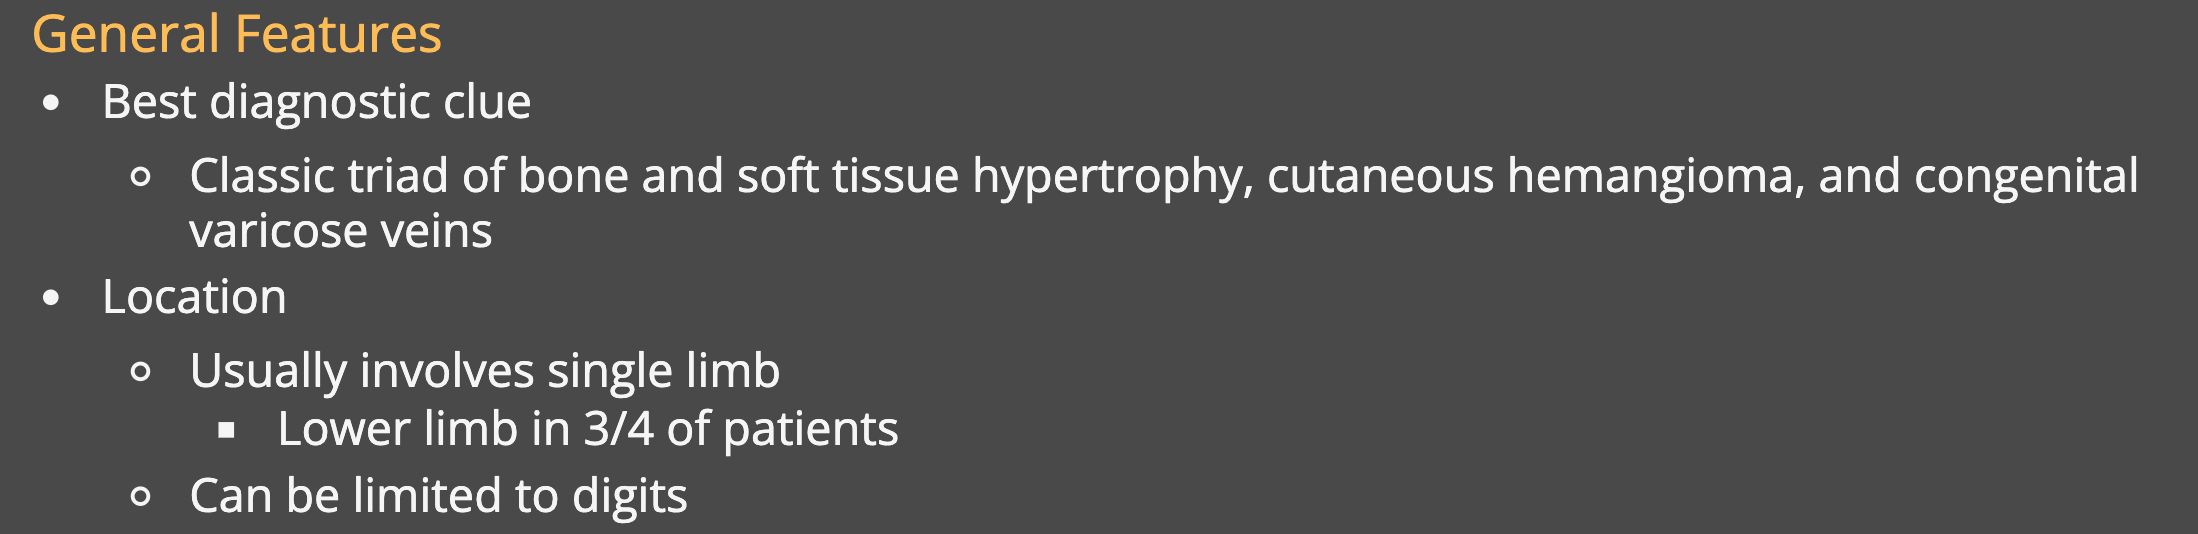 General Features
• Best diagnostic clue
○ Classic triad of bone and soft tissue hypertrophy, cutaneous hemangioma, and congenital
varicose veins
• Location
○ Usually involves single limb
▪ Lower limb in 3/4 of patients
○ Can be limited to digits